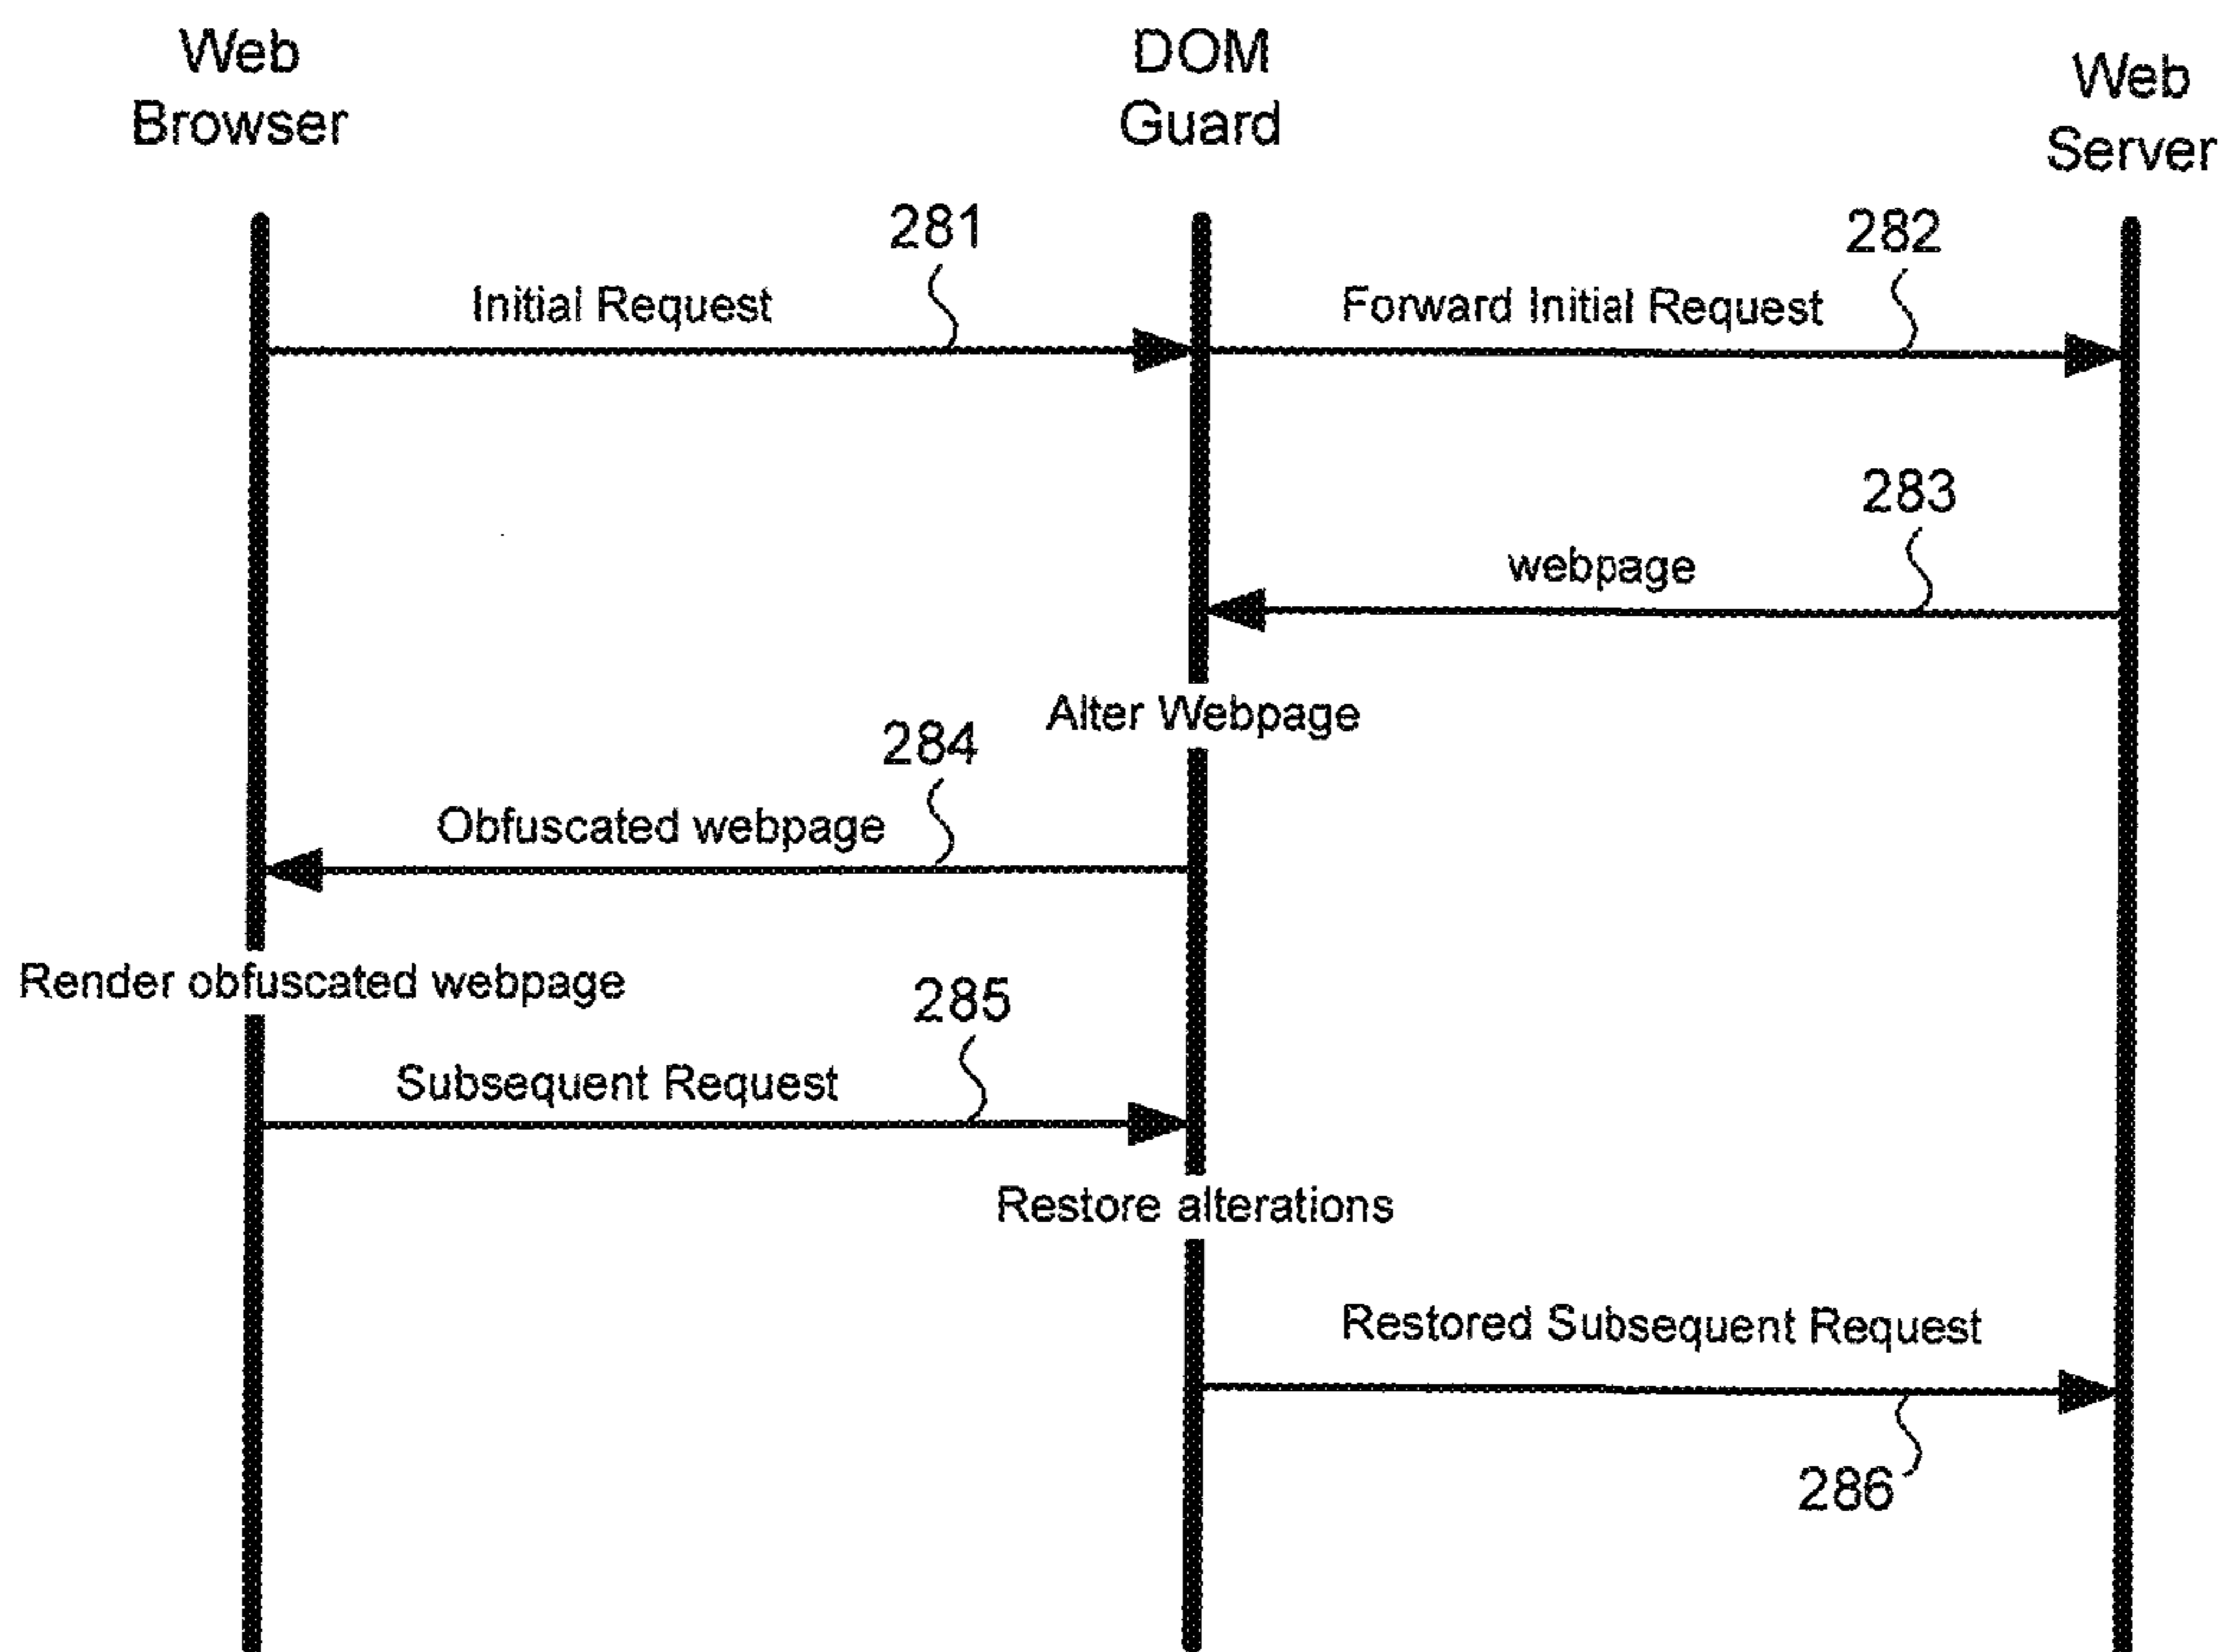 Web
Browser
DOM
Guard
Web
Server
281
Initial Request
282
Forward Initial Request
283
webpage
Alter Webpage
284
Obfuscated webpage
Render obfuscated webpage
285
Subsequent Request
Restore alterations
Restored Subsequent Request
286